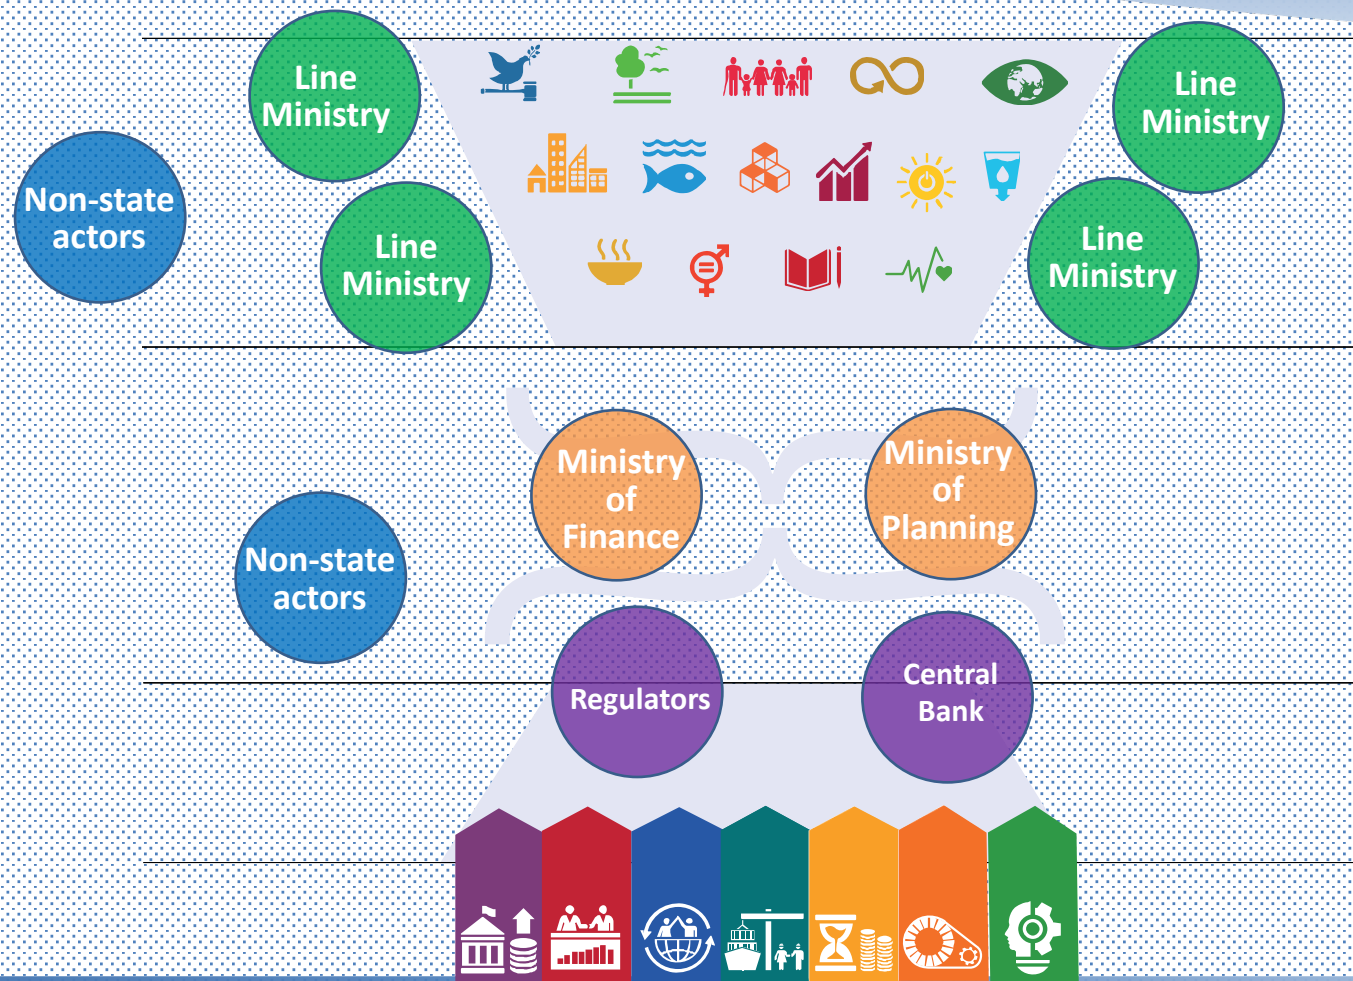 Line
Ministry
Line
Ministry
Non-state
actors
Line
Ministry
Line
Ministry
Ministry
of
Finance
Ministry
of
Planning
Non-state
actors
Regulators
Central
Bank